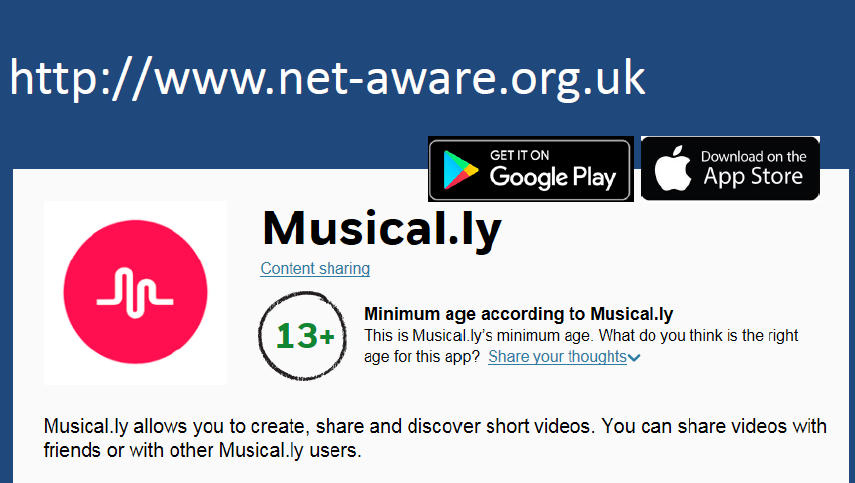 http://www.net-aware.org.uk
GET IT ON
Google Play
Download on the
App Store
Musical.ly
Content sharing
13+
Minimum age according to Musical.ly
This is Musical.ly's minimum age. What do you think is the right
age for this app? Share your thoughts
Musical.ly allows you to create, share and discover short videos. You can share videos with
friends or with other Musical.ly users.